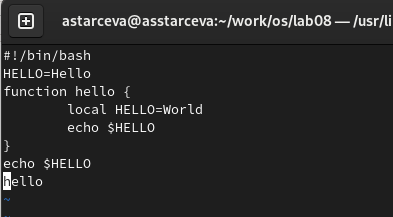 astarceva@asstarceva:~/work/os/lab08 — /usr/li
#!/bin/bash
HELLO=Hello
function hello {
        local HELLO=World
        echo $HELLO
}
echo $HELLO
hello
~